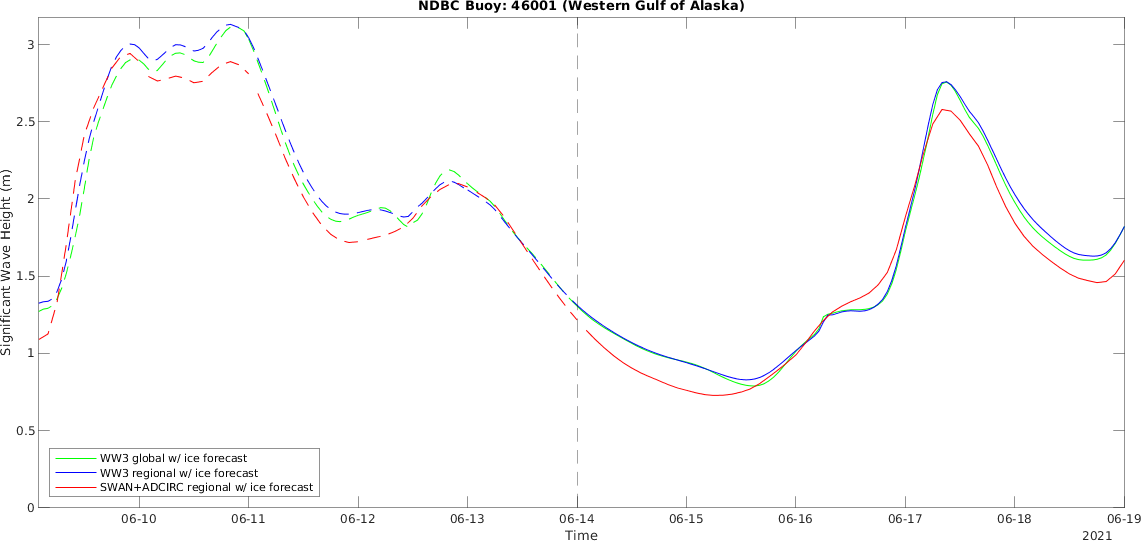 NDBC Buoy: 46001 (Western Gulf of Alaska)
Significant Wave Height (m)
3
2.5
2
1.5
1
0.5
0
WW3 global w/ ice forecast
WW3 regional w/ ice forecast
SWAN+ADCIRC regional w/ ice forecast
06-10 06-11 06-12 06-13 06-14 06-15 06-16 06-17 06-18 06-19
Time
2021